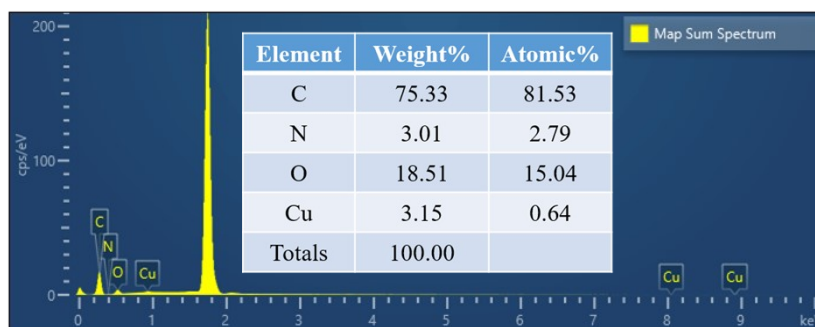 200
Map Sum Spectrum
Element Weight% Atomic%
C 75.33 81.53
N 3.01 2.79
O 18.51 15.04
Cu 3.15 0.64
Totals 100.00
cps/eV
100
C
N
O Cu Cu Cu
0
0 1 2 3 4 5 6 7 8 9 ke